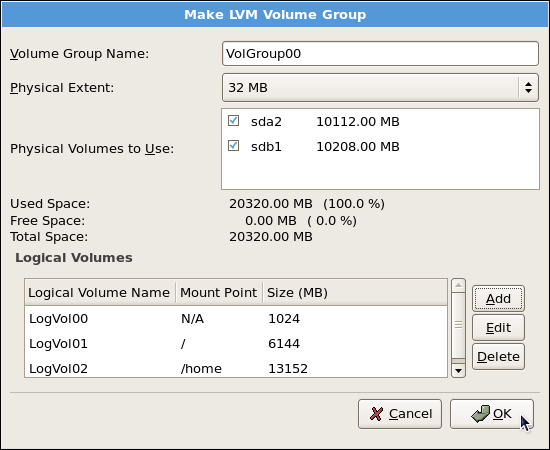 Make LVM Volume Group
Volume Group Name: VolGroup00
Physical Extent: 32 MB
sda2 10112.00 MB
Physical Volumes to Use: sdb1 10208.00 MB
Used Space: 20320.00 MB (100.0 %)
Free Space: 0.00 MB ( 0.0 %)
Total Space: 20320.00 MB
Logical Volumes
Logical Volume Name Mount Point Size (MB)
LogVol00 N/A 1024
LogVol01 / 6144
LogVol02 /home 13152
Add
Edit
Delete
Cancel OK